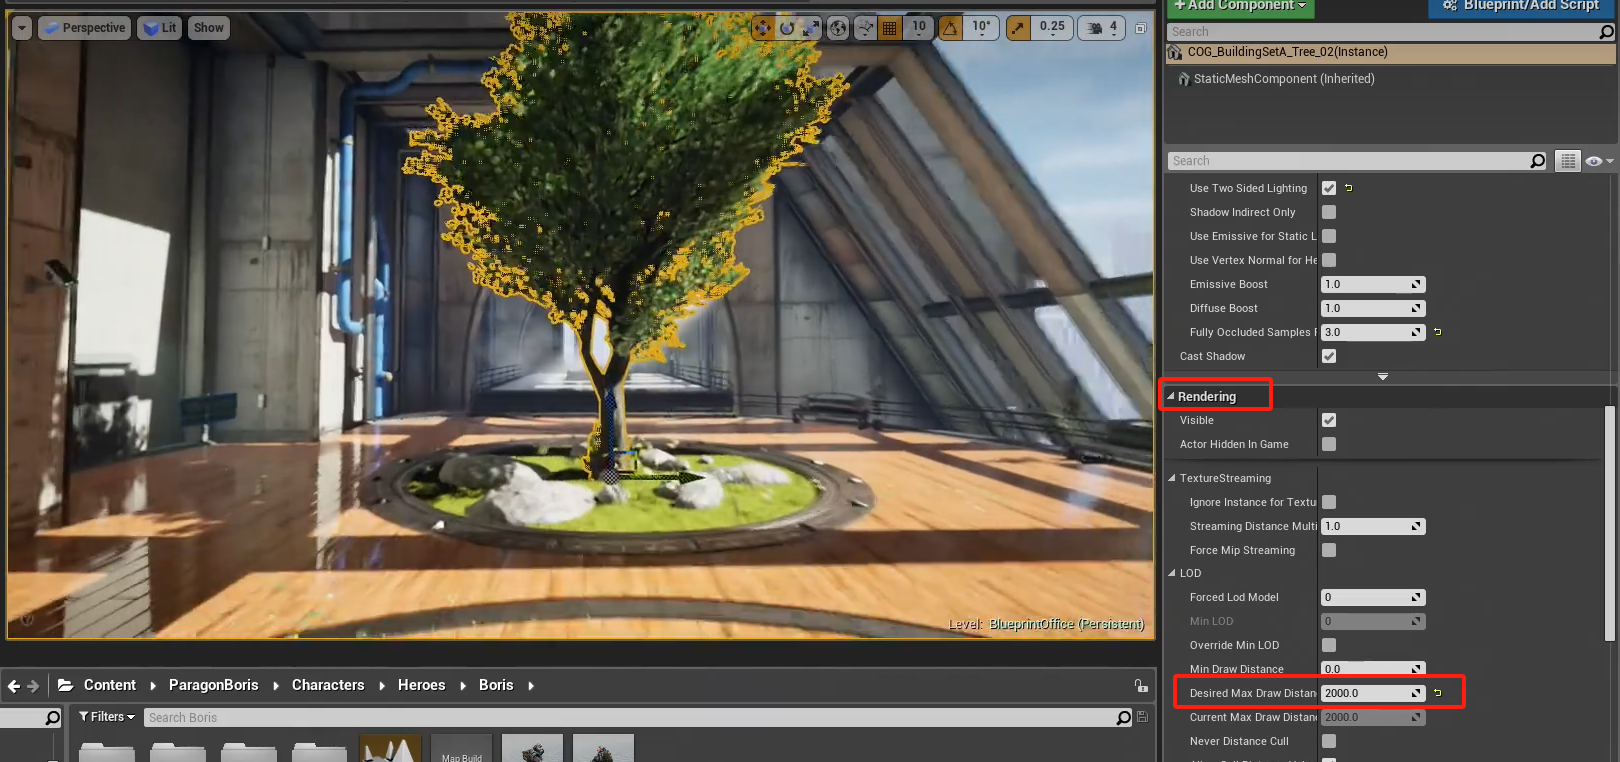 Add Component
Blueprint/Add Script
Perspective
Lit
Show
10
10°
0.25
4
Search
COG_BuildingSetA_Tree_02(Instance)
StaticMeshComponent (Inherited)
Search
Use Two Sided Lighting
Shadow Indirect Only
Use Emissive for Static L
Use Vertex Normal for He
Emissive Boost 1.0
Diffuse Boost 1.0
Fully Occluded Samples F 3.0
Cast Shadow
Rendering
Visible
Actor Hidden In Game
TextureStreaming
Ignore Instance for Textu
Streaming Distance Multi 1.0
Force Mip Streaming
LOD
Forced Lod Model 0
Min LOD 0
Override Min LOD
Min Draw Distance 0.0
Desired Max Draw Distan 2000.0
Current Max Draw Distan 2000.0
Never Distance Cull
Level: BlueprintOffice (Persistent)
Content ParagonBoris Characters Heroes Boris
Filters Search Boris
Map Build